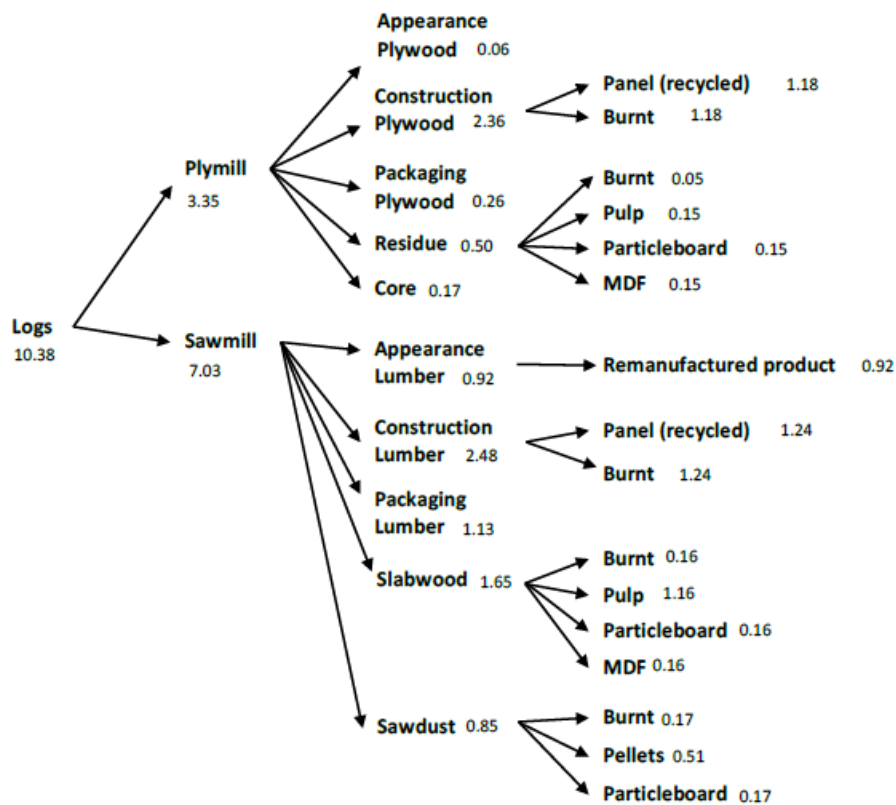 Appearance
Plywood 0.06
Construction
Plywood 2.36
Panel (recycled) 1.18
Burnt 1.18
Plymill
3.35
Packaging
Plywood 0.26
Residue 0.50
Burnt 0.05
Pulp 0.15
Particleboard 0.15
MDF 0.15
Core 0.17
Logs
10.38
Sawmill
7.03
Appearance
Lumber 0.92
Remanufactured product 0.92
Construction
Lumber 2.48
Panel (recycled) 1.24
Burnt 1.24
Packaging
Lumber 1.13
Slabwood 1.65
Burnt 0.16
Pulp 1.16
Particleboard 0.16
MDF 0.16
Sawdust 0.85
Burnt 0.17
Pellets 0.51
Particleboard 0.17